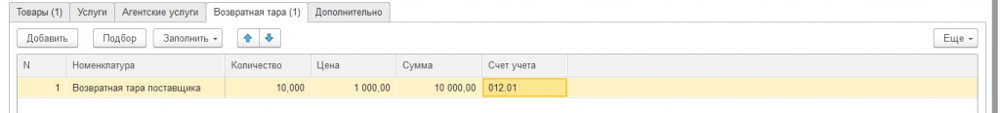 Товары (1) Услуги Агентские услуги Возвратная тара (1) Дополнительно
Добавить Подбор Заполнить Еще
N Номенклатура Количество Цена Сумма Счет учета
1 Возвратная тара поставщика 10,000 1 000,00 10 000,00 012.01